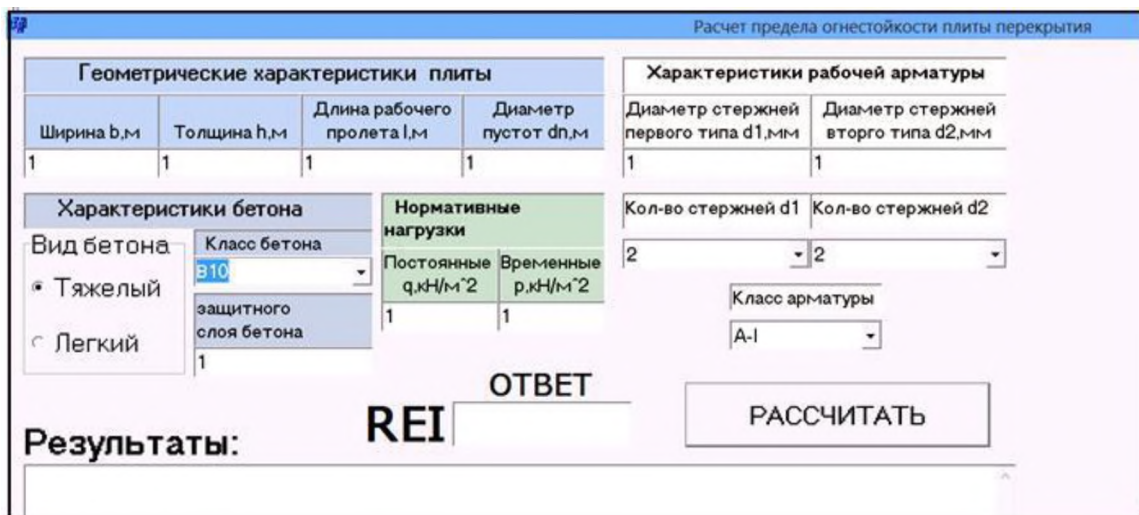 Расчет предела огнестойкости плиты перекрытия
Геометрические характеристики плиты
Ширина b,м
Толщина h,м
Длина рабочего
пролета l,м
Диаметр
пустот dп,м
1
1
1
1
Характеристики рабочей арматуры
Диаметр стержней
первого типа d1,мм
Диаметр стержней
вторго типа d2,мм
1
1
Характеристики бетона
Вид бетона
Тяжелый
Легкий
Класс бетона
B10
защитного
слоя бетона
1
Нормативные
нагрузки
Постоянные
q,кН/м^2
Временные
p,кН/м^2
1
1
Кол-во стержней d1
Кол-во стержней d2
2
2
Класс арматуры
A-I
ОТВЕТ
REI
РАССЧИТАТЬ
Результаты: